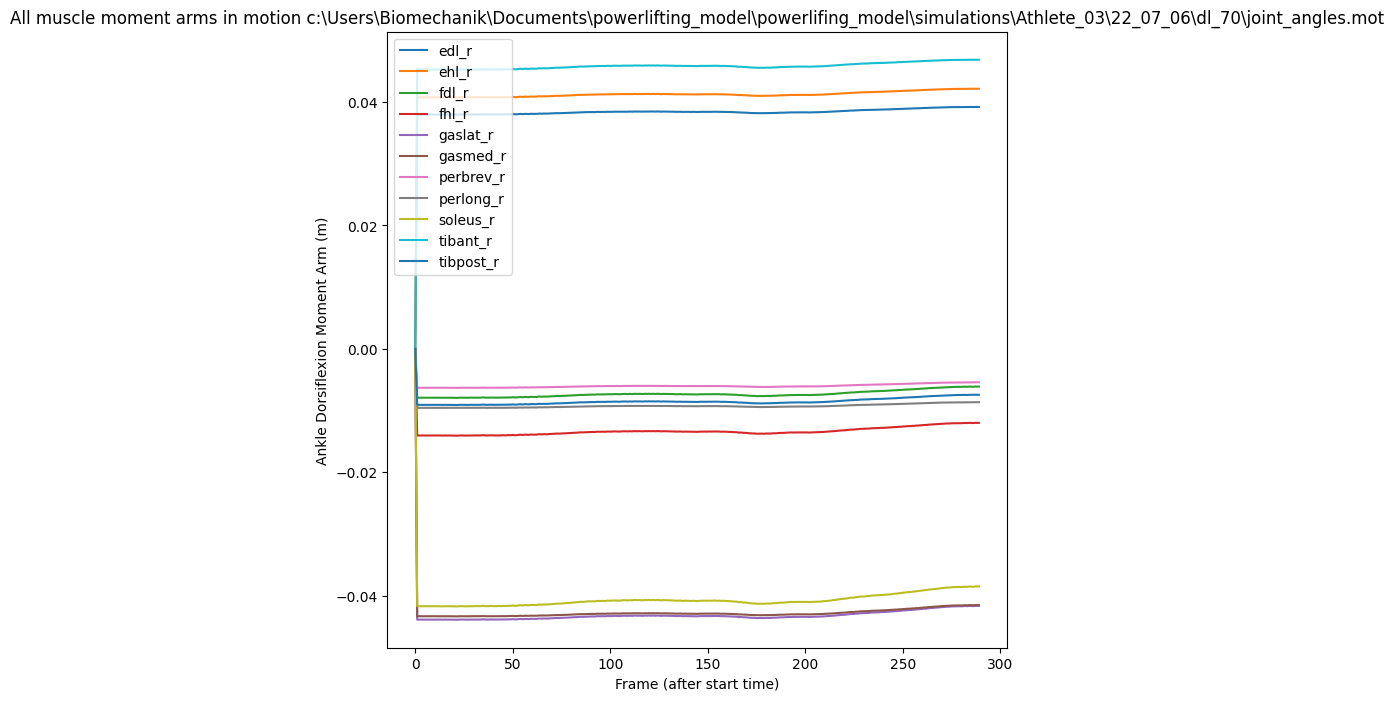 All muscle moment arms in motion c:\Users\Biomechanik\Documents\powerlifting_model\powerlifing_model\simulations\Athlete_03\22_07_06\dl_70\joint_angles.mot
edl_r
ehl_r
fdl_r
fhl_r
gaslat_r
gasmed_r
perbrev_r
perlong_r
soleus_r
tibant_r
tibpost_r
0.04
0.02
0.00
−0.02
−0.04
Ankle Dorsiflexion Moment Arm (m)
0
50
100
150
200
250
300
Frame (after start time)